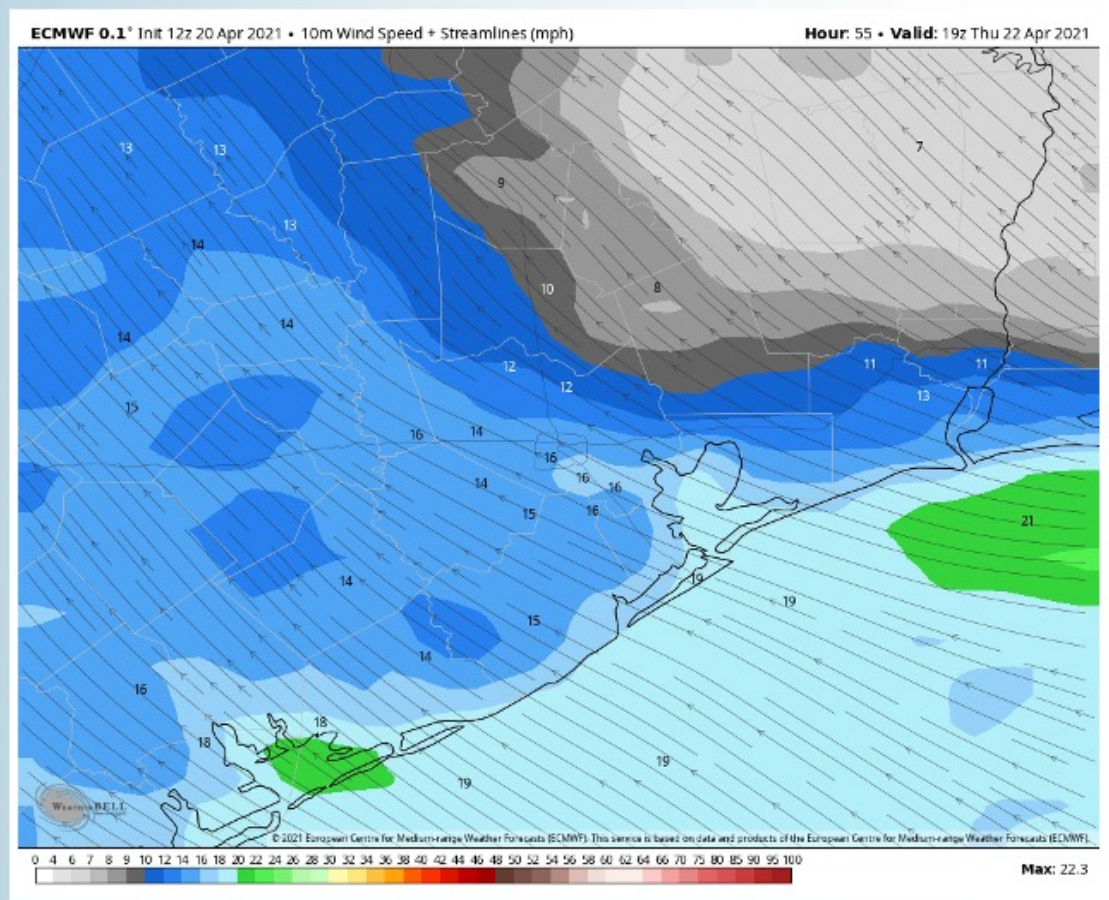 ECMWF 0.1° Init 12z 20 Apr 2021 • 10m Wind Speed + Streamlines (mph) Hour: 55 • Valid: 19z Thu 22 Apr 2021
7
13 13
9
13
14
10 8
14 14
12 11 11
12 13
15
16 14
16
14 16 16
15 16
21
14 19 19
15
14
16
18
18
19
19
WEATHERBELL
© 2021 European Centre for Medium-range Weather Forecasts (ECMWF). This service is based on data and products of the European Centre for Medium-range Weather Forecasts (ECMWF).
0 4 6 7 8 9 10 12 14 16 18 20 22 24 26 28 30 32 34 36 38 40 42 44 46 48 50 52 54 56 58 60 62 64 66 70 75 80 85 90 95 100
Max: 22.3